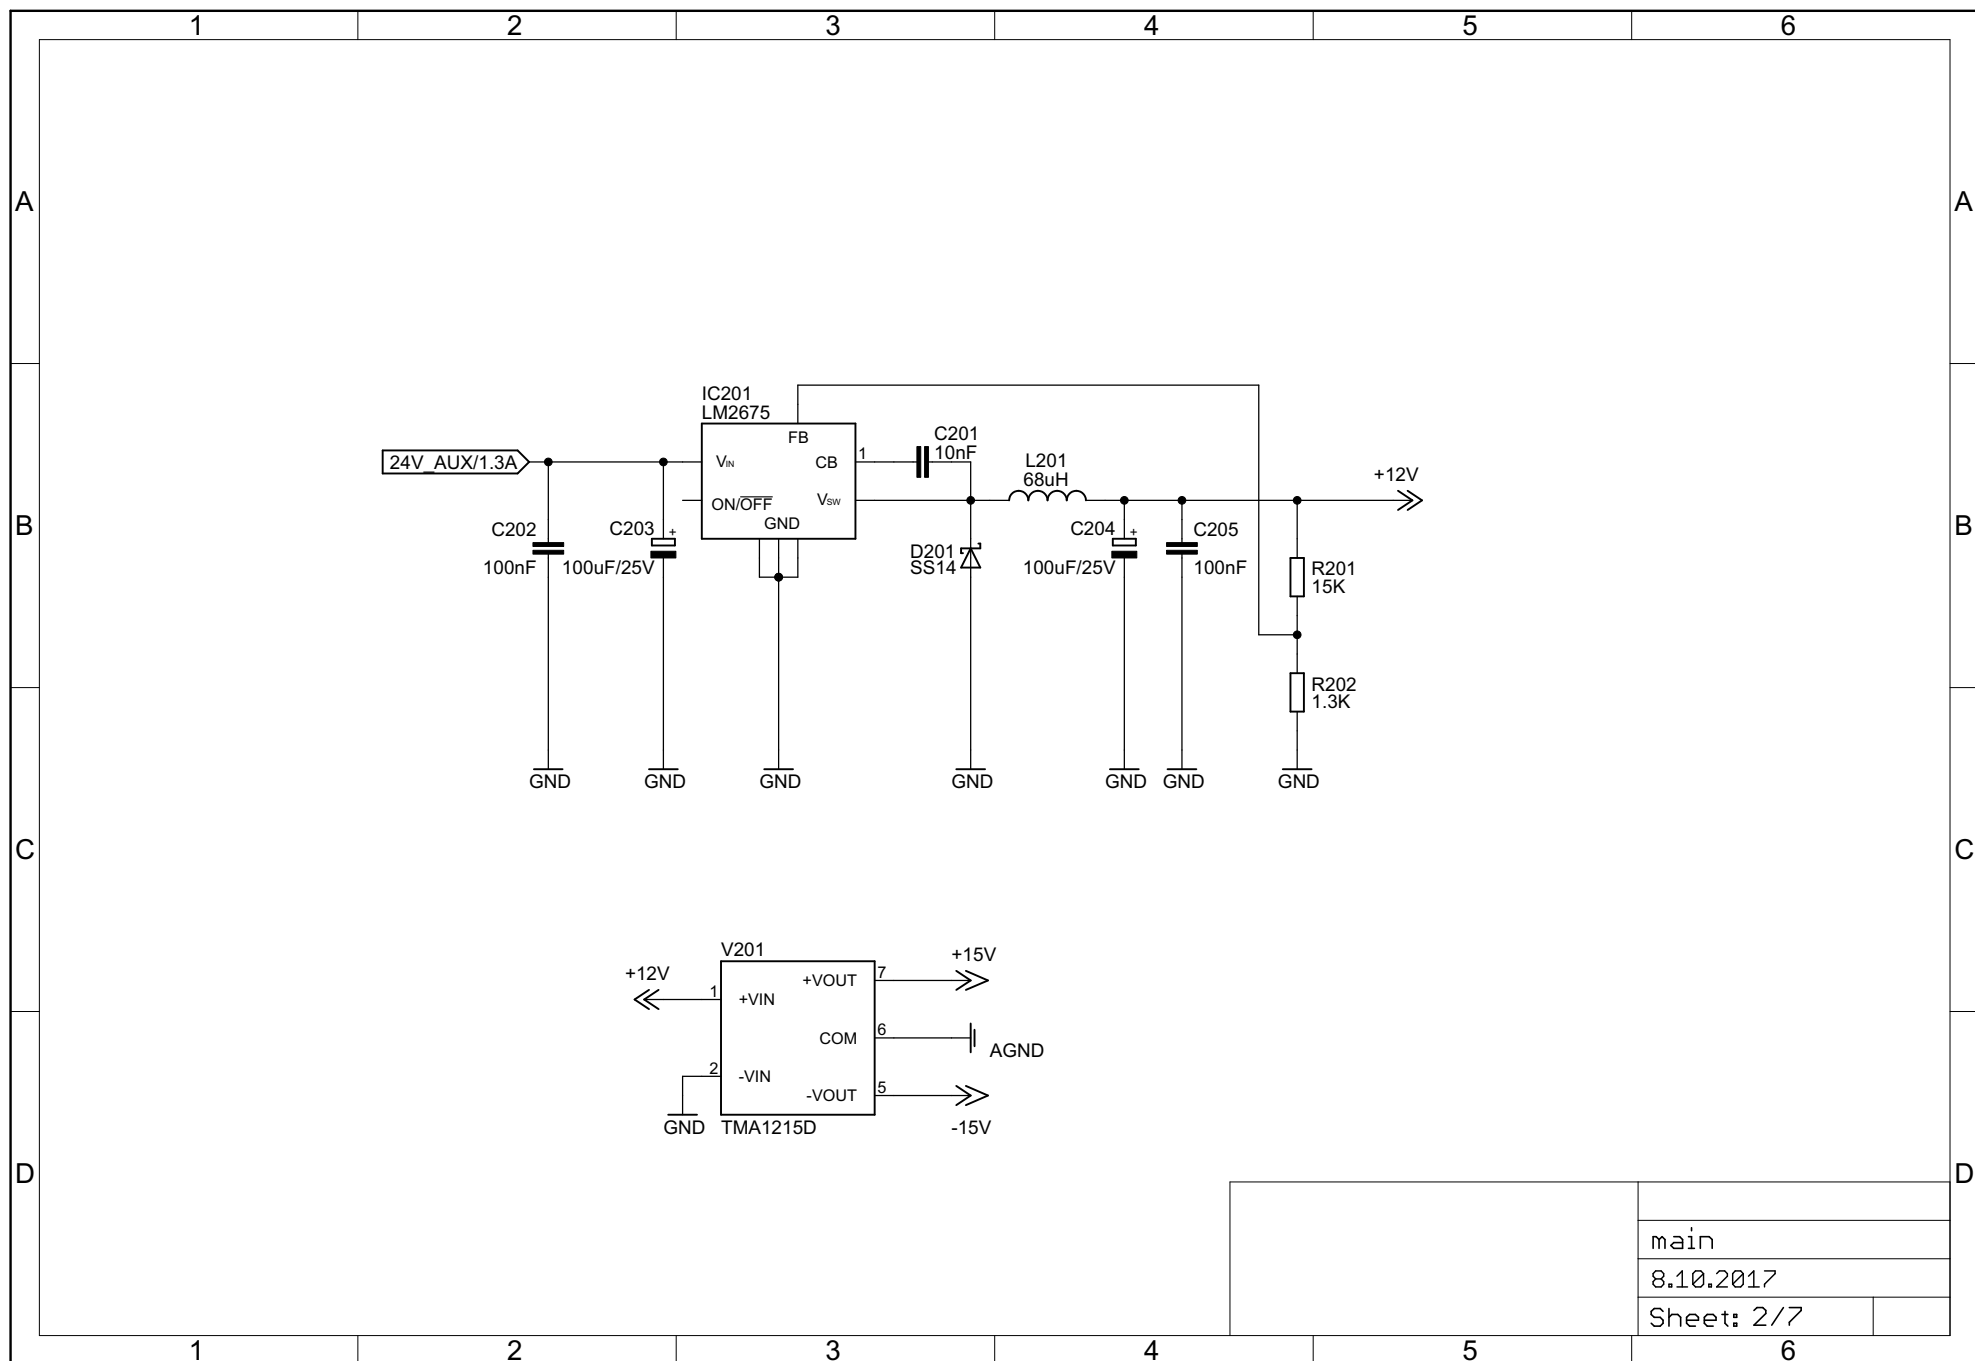 1 2 3 4 5 6
A A
IC201
LM2675
FB
24V_AUX/1.3A
VIN
CB
1
C201
10nF
L201
68uH
+12V
ON/OFF
VSW
GND
B B
C202
100nF
C203
+
100uF/25V
D201
SS14
C204
+
100uF/25V
C205
100nF
R201
15K
R202
1.3K
GND GND GND GND GND GND GND
C C
V201
+12V
1
+VIN
+VOUT
7
+15V
COM
6
AGND
2
-VIN
-VOUT
5
-15V
GND
TMA1215D
D D
main
8.10.2017
Sheet: 2/7
1 2 3 4 5 6